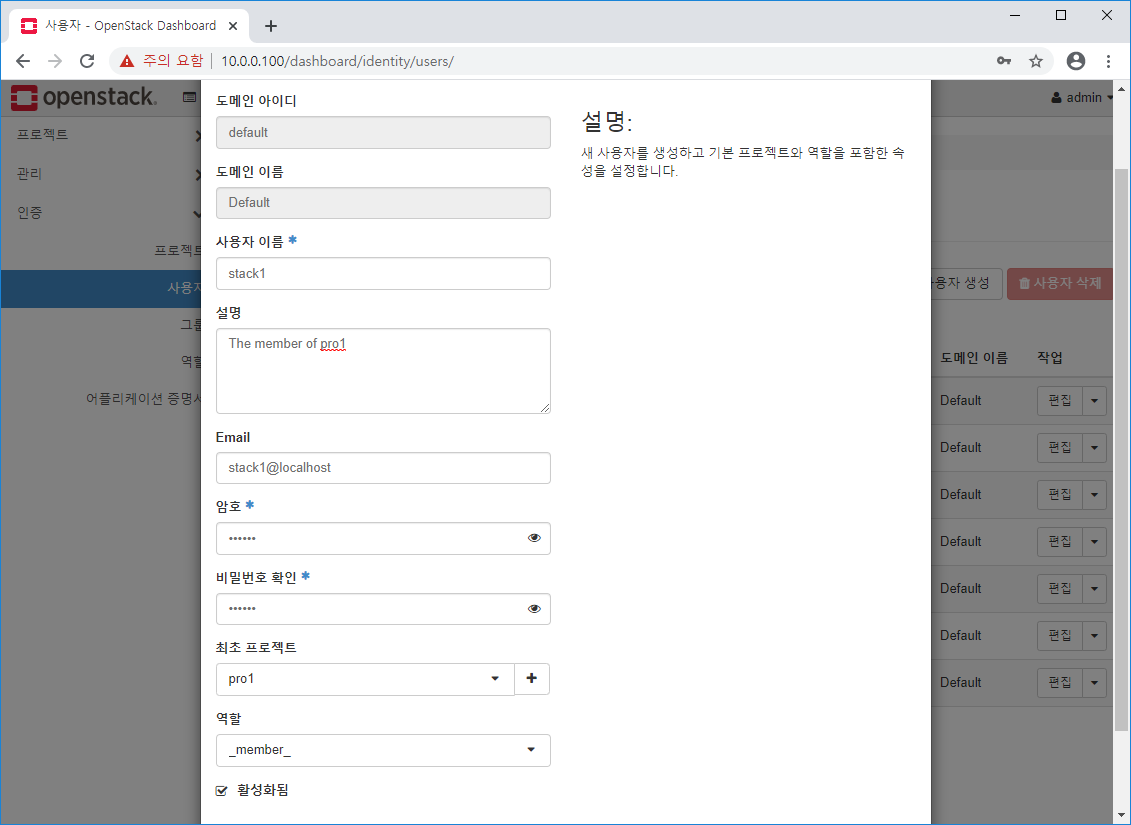 사용자 - OpenStack Dashboard
주의 요함 | 10.0.0.100/dashboard/identity/users/
openstack.
admin
프로젝트
관리
인증
프로젝트
사용자
그룹
역할
어플리케이션 증명서
도메인 아이디
default
도메인 이름
Default
사용자 이름 *
stack1
설명
The member of pro1
Email
stack1@localhost
암호 *
••••••
비밀번호 확인 *
••••••
최초 프로젝트
pro1
역할
_member_
활성화됨
설명:
새 사용자를 생성하고 기본 프로젝트와 역할을 포함한 속
성을 설정합니다.
사용자 생성
사용자 삭제
도메인 이름 작업
Default 편집
Default 편집
Default 편집
Default 편집
Default 편집
Default 편집
Default 편집